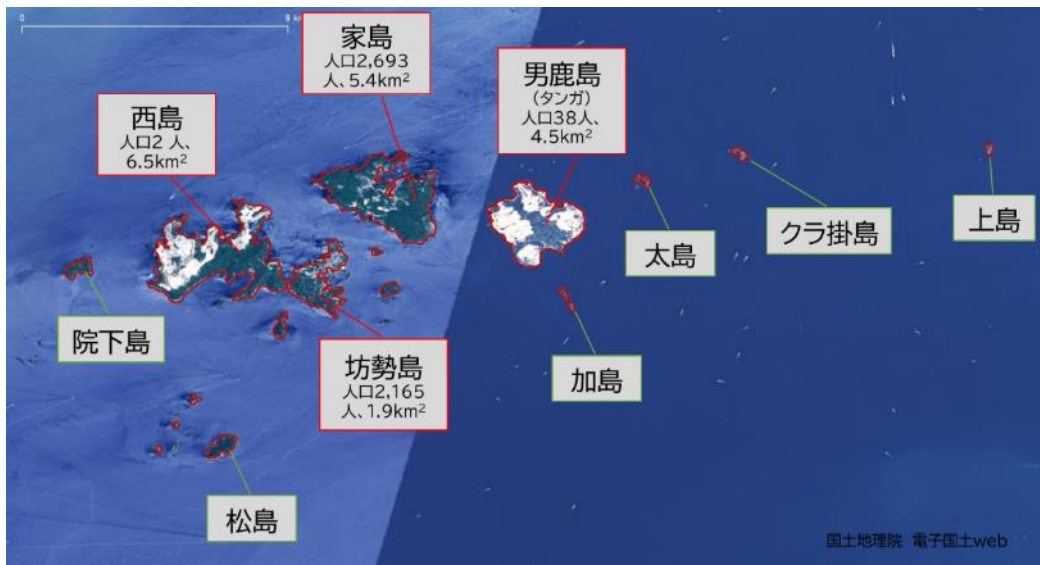 0
9 km
家島
人口2,693
人、5.4km²
男鹿島
(タンガ)
人口38人、
4.5km²
西島
人口2 人、
6.5km²
上島
クラ掛島
太島
院下島
加島
坊勢島
人口2,165
人、1.9km²
松島
国土地理院 電子国土web